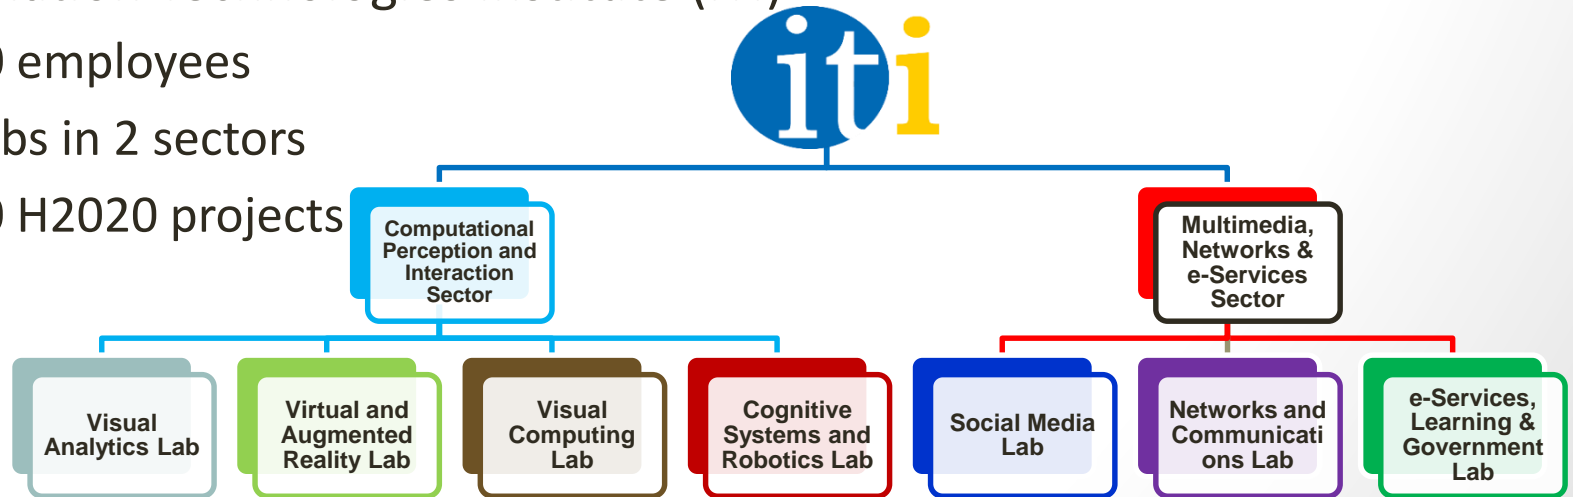 employees
bs in 2 sectors
H2020 projects
iti
Computational
Perception and
Interaction
Sector
Multimedia,
Networks &
e-Services
Sector
Visual
Analytics Lab
Virtual and
Augmented
Reality Lab
Visual
Computing
Lab
Cognitive
Systems and
Robotics Lab
Social Media
Lab
Networks and
Communicati
ons Lab
e-Services,
Learning &
Government
Lab